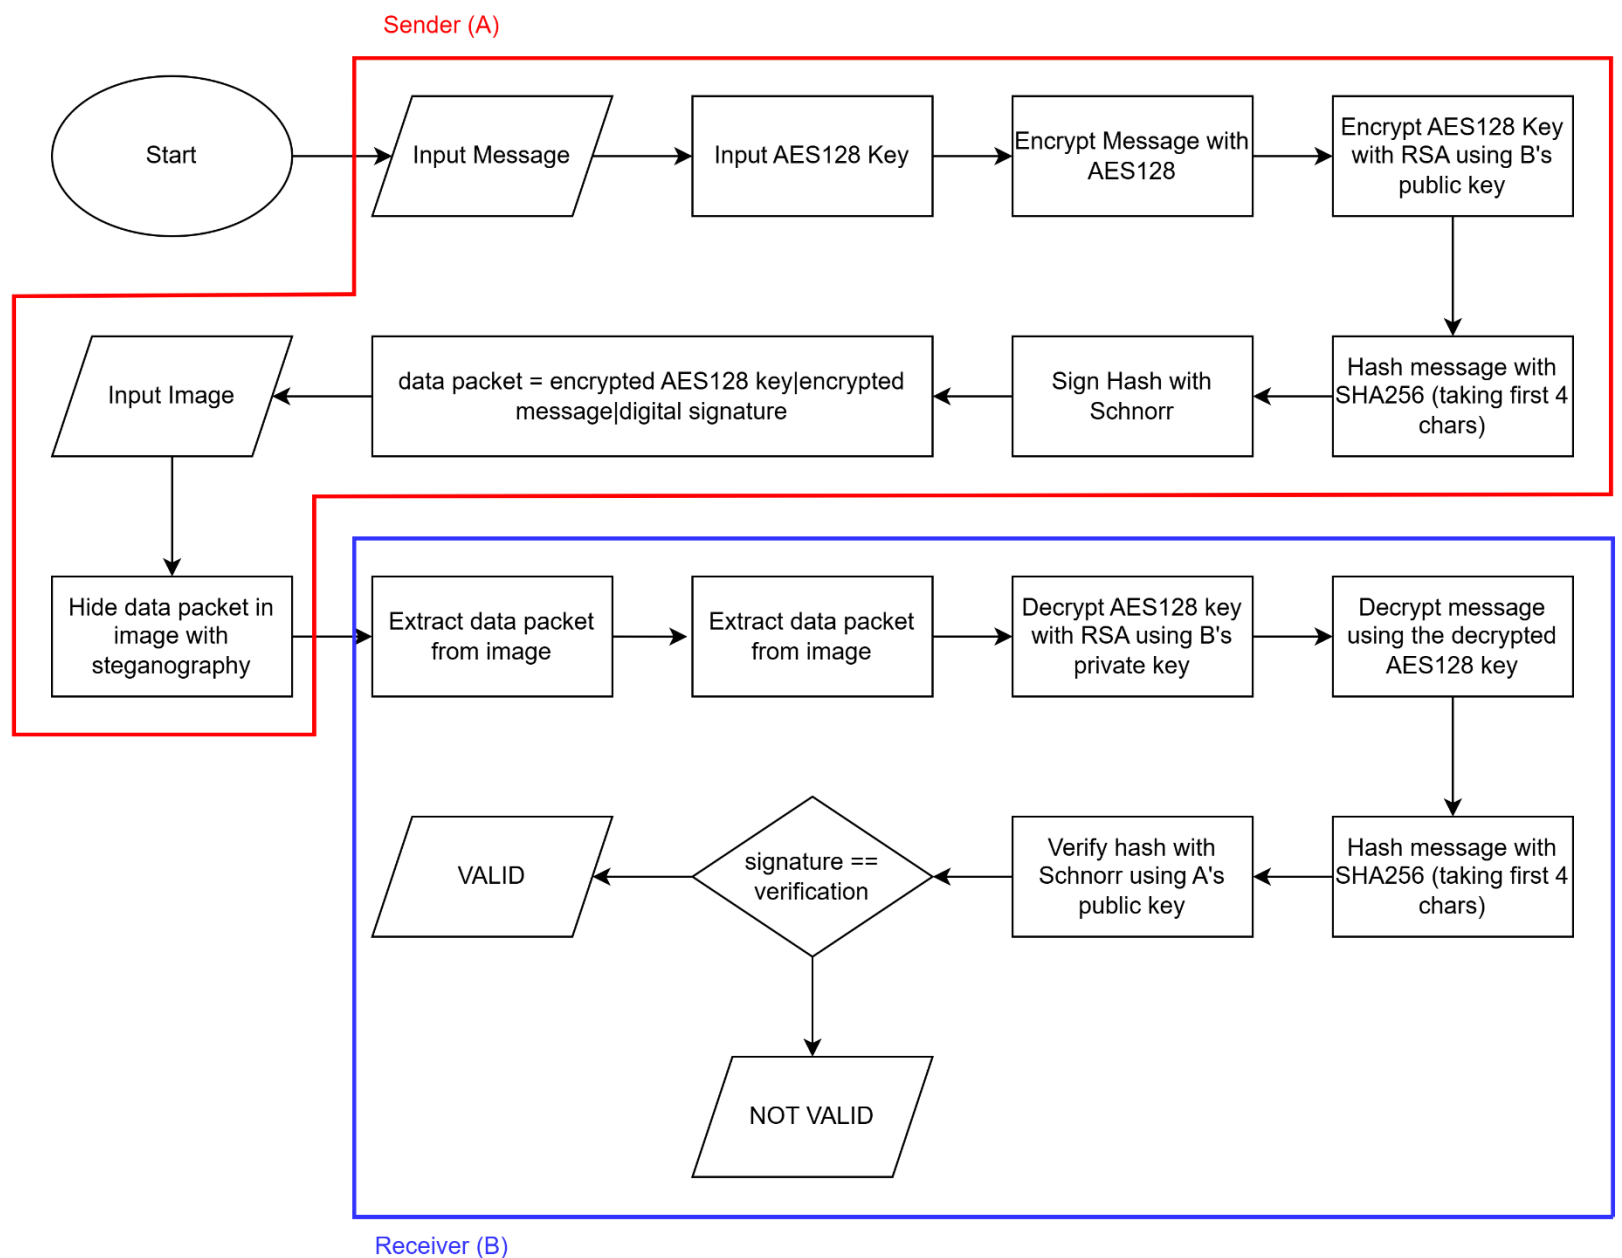 Sender (A)
Start
Input Message
Input AES128 Key
Encrypt Message with
AES128
Encrypt AES128 Key
with RSA using B's
public key
Hash message with
SHA256 (taking first 4
chars)
Sign Hash with
Schnorr
data packet = encrypted AES128 key|encrypted
message|digital signature
Input Image
Hide data packet in
image with
steganography
Extract data packet
from image
Extract data packet
from image
Decrypt AES128 key
with RSA using B's
private key
Decrypt message
using the decrypted
AES128 key
Hash message with
SHA256 (taking first 4
chars)
Verify hash with
Schnorr using A's
public key
signature ==
verification
VALID
NOT VALID
Receiver (B)